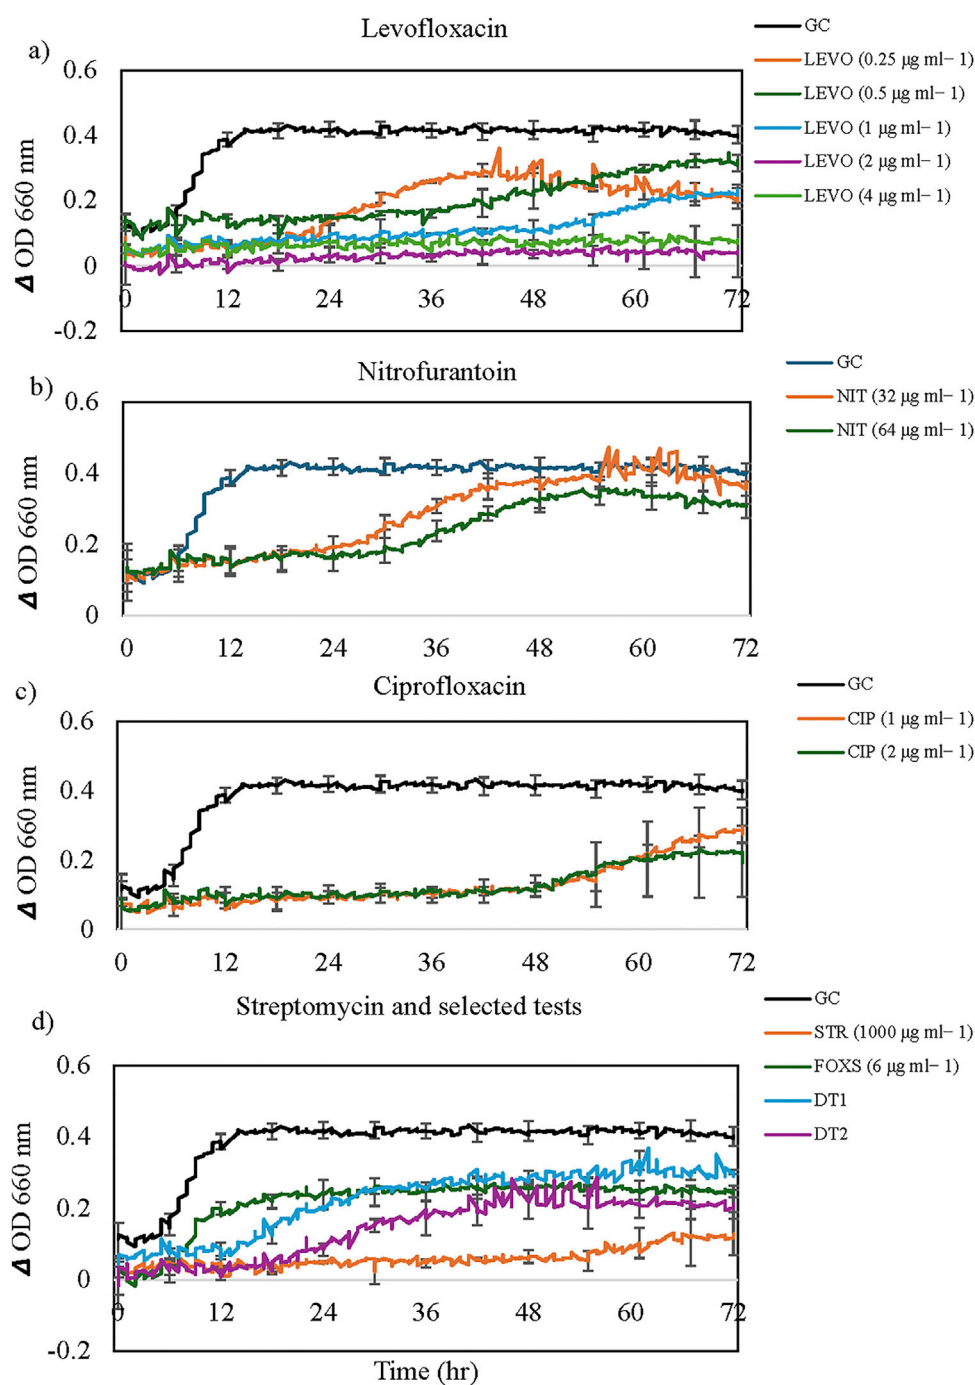 Levofloxacin
a)
GC
LEVO (0.25 µg ml− 1)
LEVO (0.5 µg ml− 1)
LEVO (1 µg ml− 1)
LEVO (2 µg ml− 1)
LEVO (4 µg ml− 1)
0.6
0.4
0.2
0
-0.2
Δ OD 660 nm
0 12 24 36 48 60 72
Nitrofurantoin
b)
GC
NIT (32 µg ml− 1)
NIT (64 µg ml− 1)
0.6
0.4
0.2
0
Δ OD 660 nm
0 12 24 36 48 60 72
Ciprofloxacin
c)
GC
CIP (1 µg ml− 1)
CIP (2 µg ml− 1)
0.6
0.4
0.2
0
Δ OD 660 nm
0 12 24 36 48 60 72
Streptomycin and selected tests
d)
GC
STR (1000 µg ml− 1)
FOXS (6 µg ml− 1)
DT1
DT2
0.6
0.4
0.2
0
-0.2
Δ OD 660 nm
0 12 24 36 48 60 72
Time (hr)